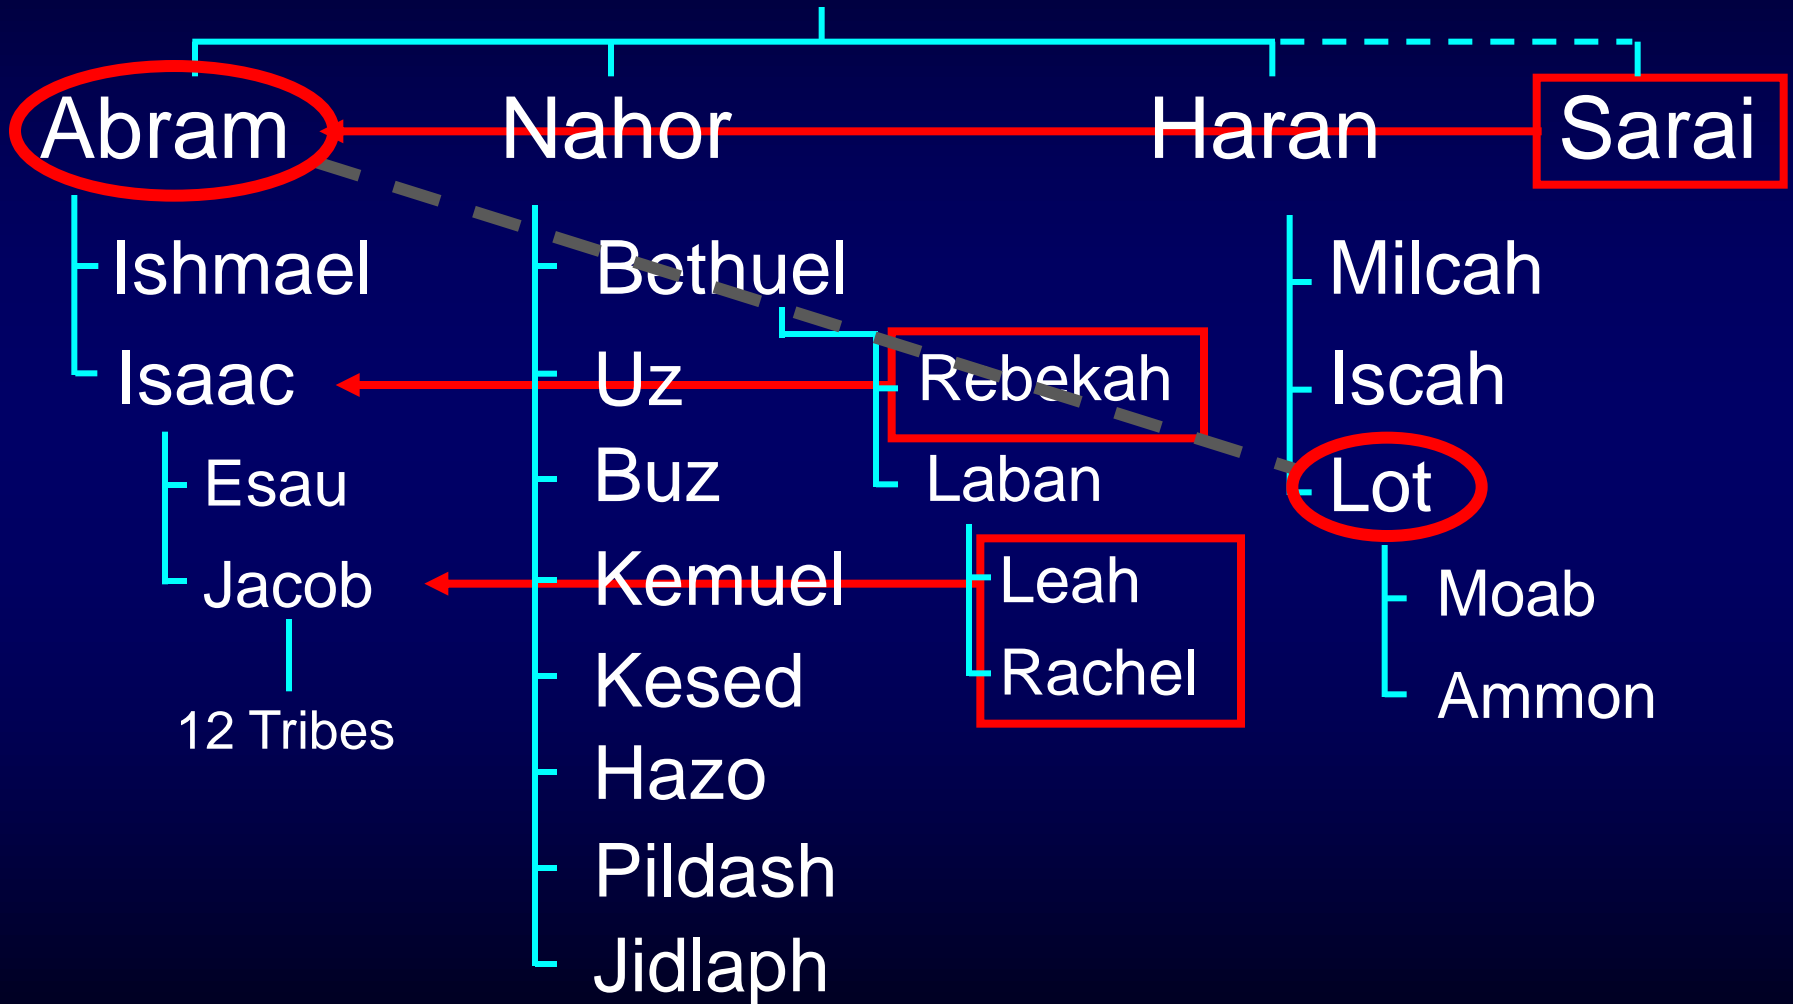 Abram Nahor Haran Sarai
Ishmael Bethuel Milcah
Isaac Uz Rebekah Iscah
Esau Buz Laban Lot
Jacob Kemuel Leah Moab
12 Tribes Kesed Rachel Ammon
Hazo
Pildash
Jidlaph